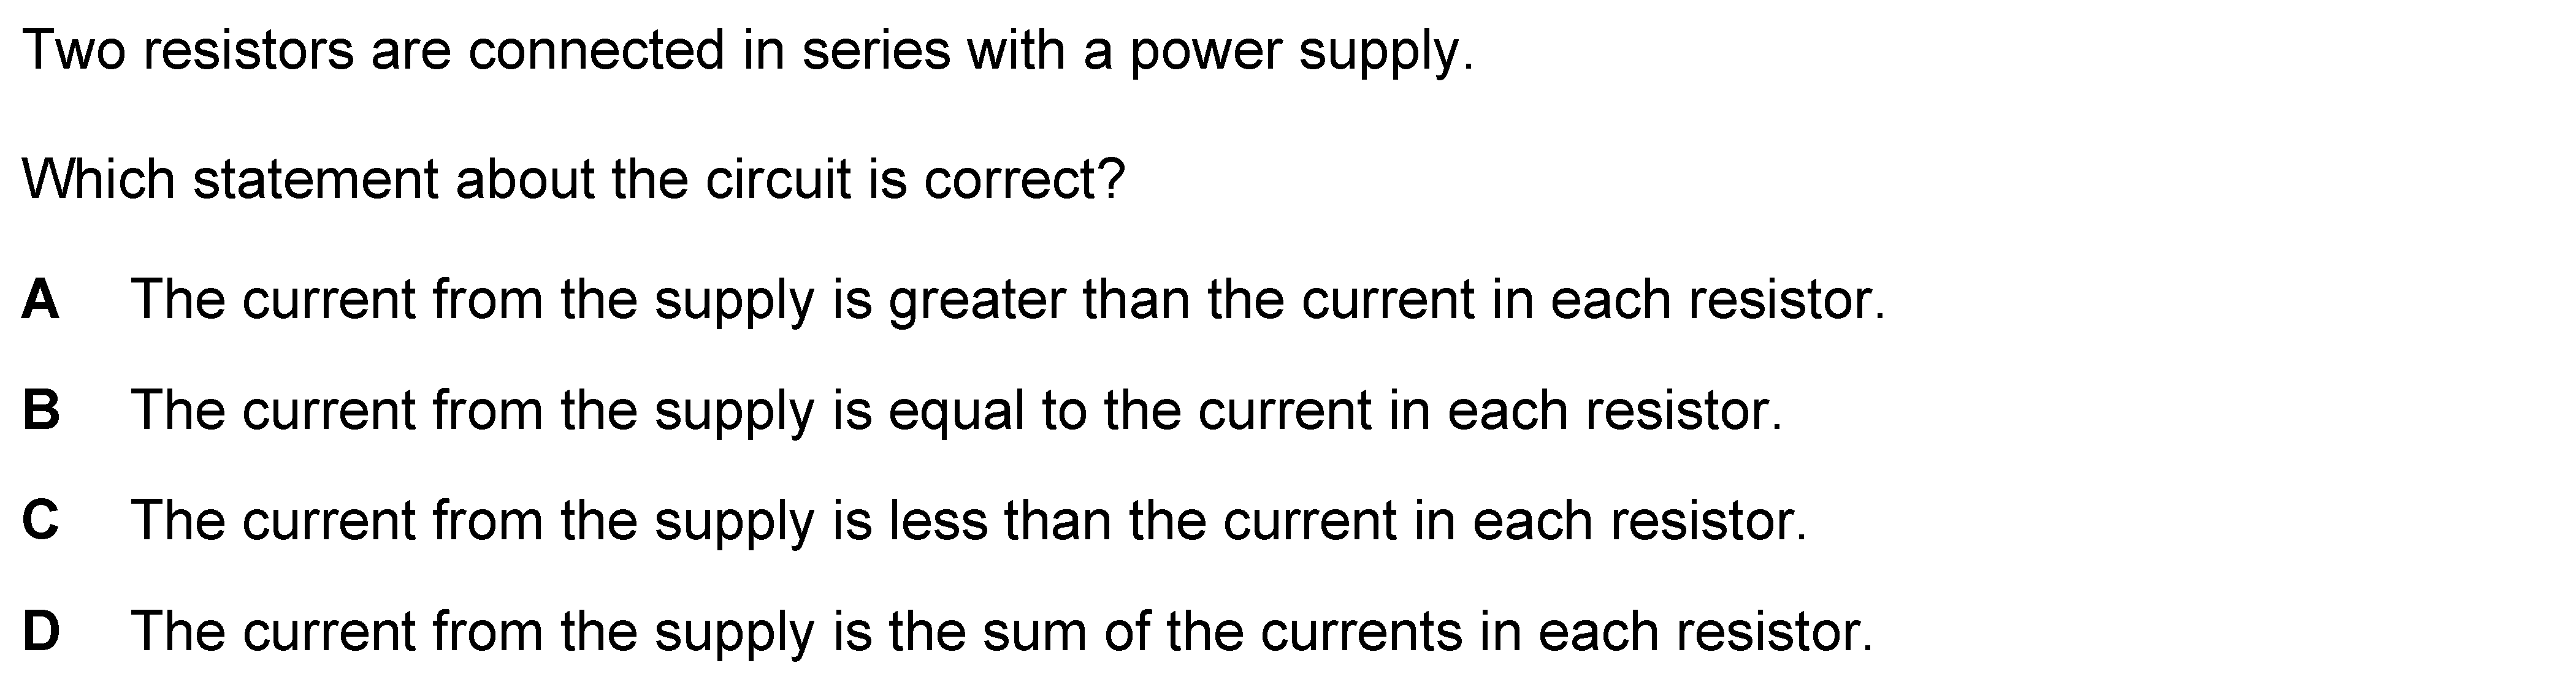 Two resistors are connected in series with a power supply.
Which statement about the circuit is correct?
A The current from the supply is greater than the current in each resistor.
B The current from the supply is equal to the current in each resistor.
C The current from the supply is less than the current in each resistor.
D The current from the supply is the sum of the currents in each resistor.